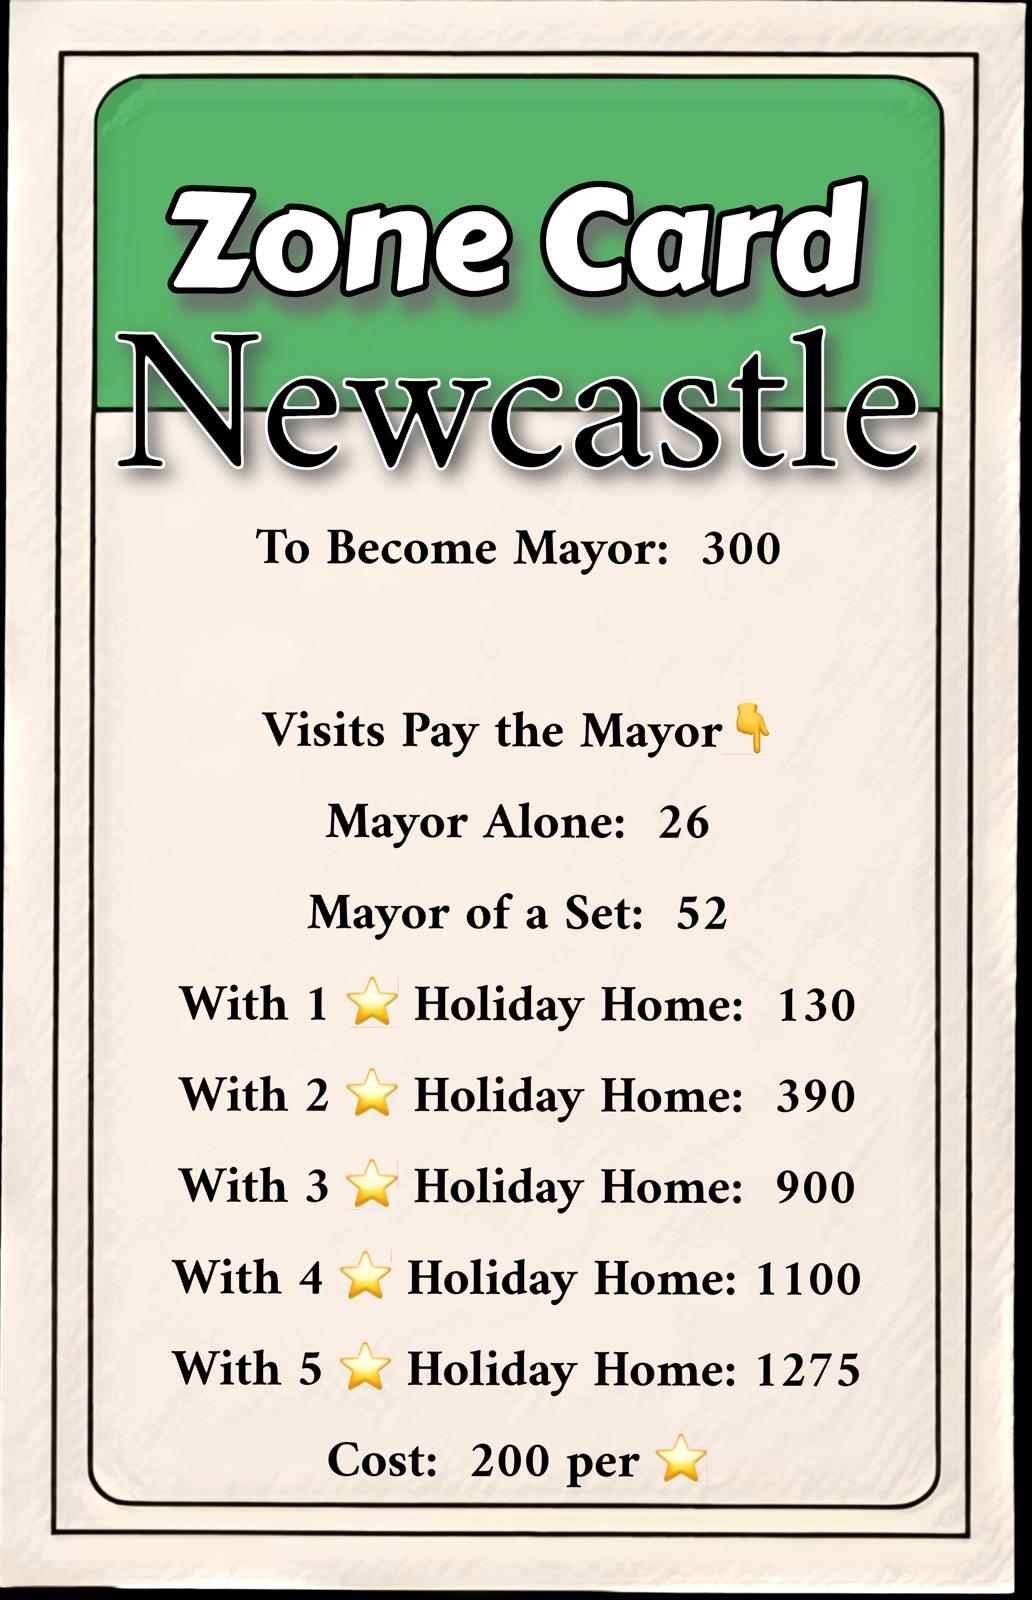 Zone Card
Newcastle
To Become Mayor: 300
Visits Pay the Mayor👇
Mayor Alone: 26
Mayor of a Set: 52
With 1 ⭐ Holiday Home: 130
With 2 ⭐ Holiday Home: 390
With 3 ⭐ Holiday Home: 900
With 4 ⭐ Holiday Home: 1100
With 5 ⭐ Holiday Home: 1275
Cost: 200 per ⭐